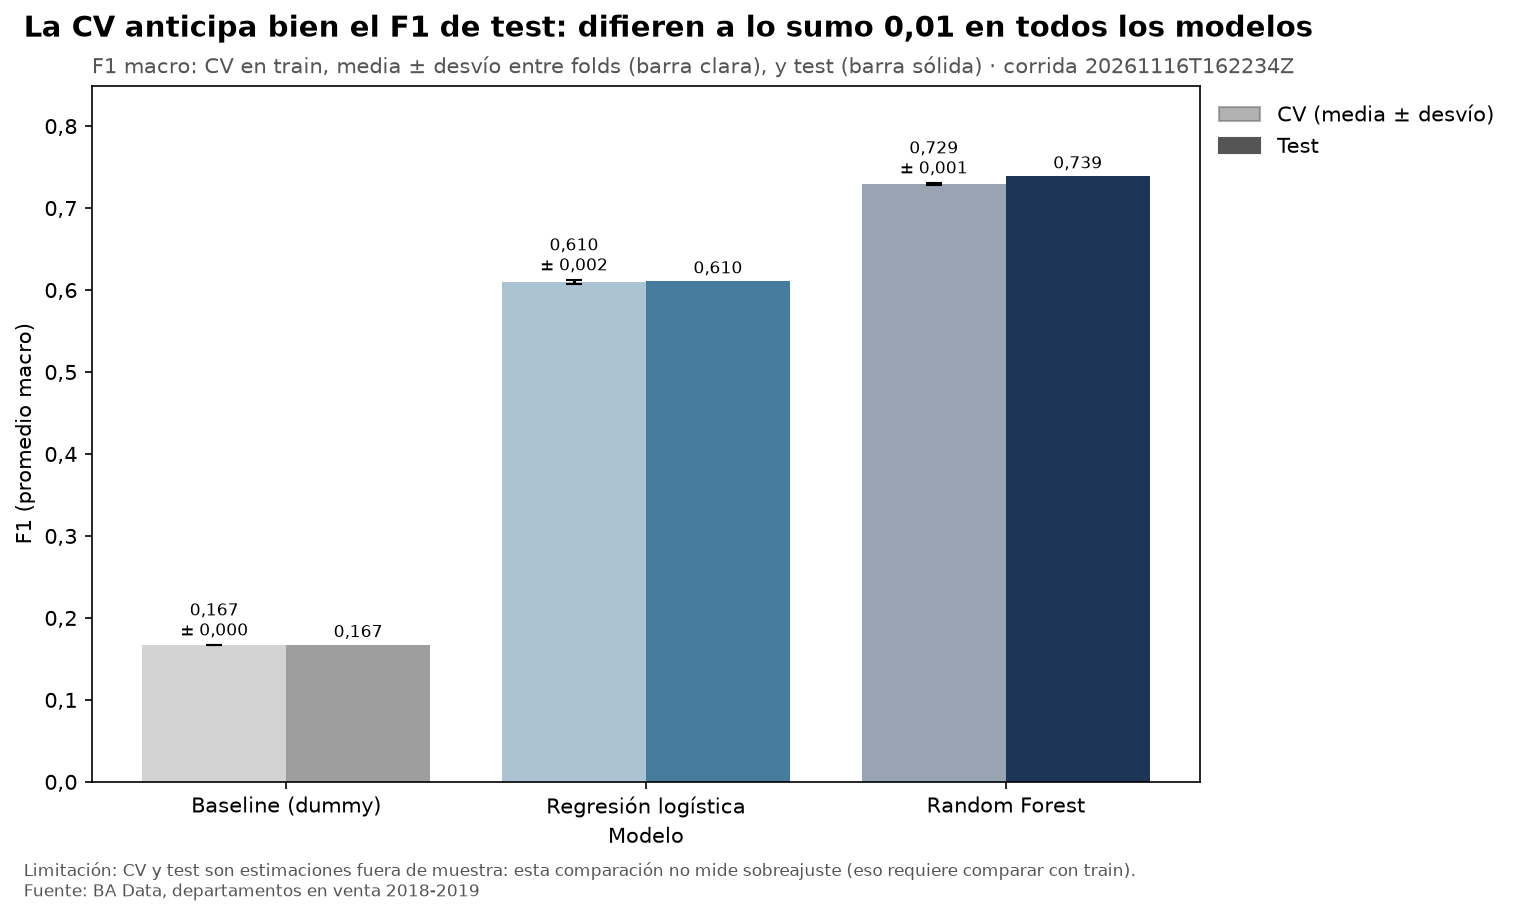 La CV anticipa bien el F1 de test: difieren a lo sumo 0,01 en todos los modelos
F1 macro: CV en train, media ± desvío entre folds (barra clara), y test (barra sólida) · corrida 20261116T162234Z
CV (media ± desvío)
Test
F1 (promedio macro)
0,8
0,7
0,6
0,5
0,4
0,3
0,2
0,1
0,0
0,167
± 0,000
0,167
0,610
± 0,002
0,610
0,729
± 0,001
0,739
Baseline (dummy)
Regresión logística
Random Forest
Modelo
Limitación: CV y test son estimaciones fuera de muestra: esta comparación no mide sobreajuste (eso requiere comparar con train).
Fuente: BA Data, departamentos en venta 2018-2019